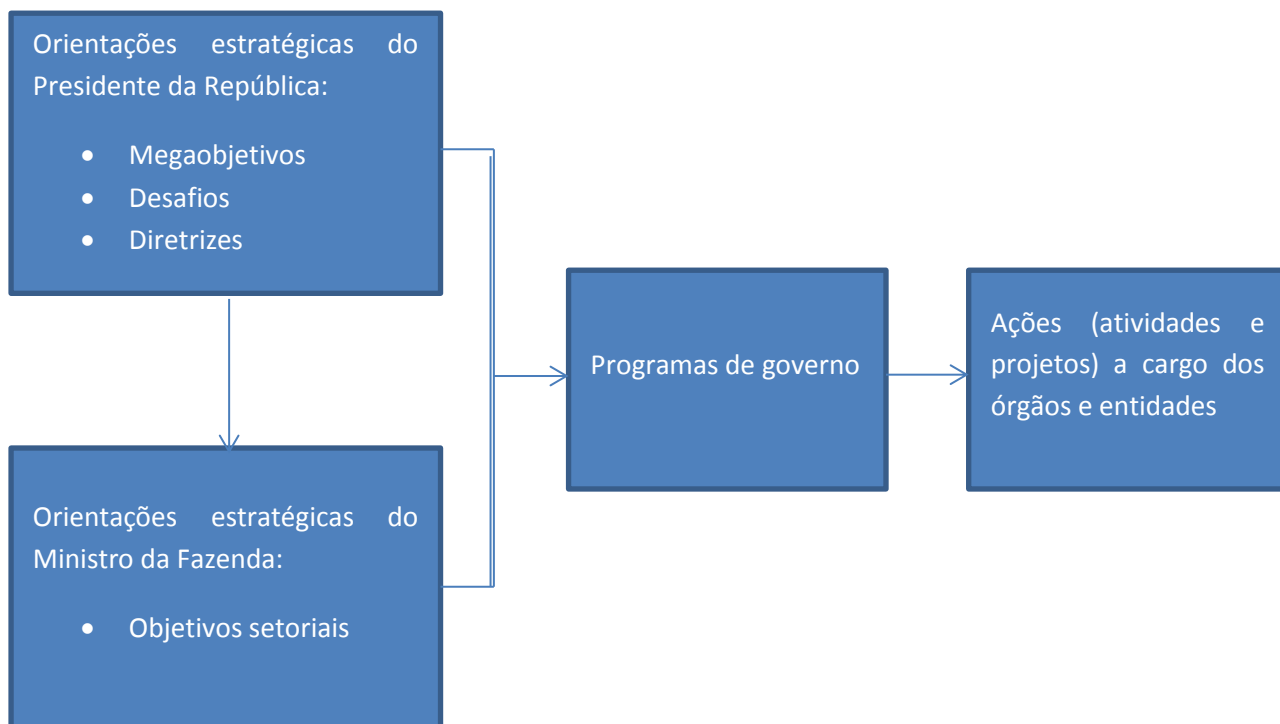 Orientações estratégicas do
Presidente da República:
• Megaobjetivos
• Desafios
• Diretrizes
Orientações estratégicas do
Ministro da Fazenda:
• Objetivos setoriais
Programas de governo
Ações (atividades e
projetos) a cargo dos
órgãos e entidades